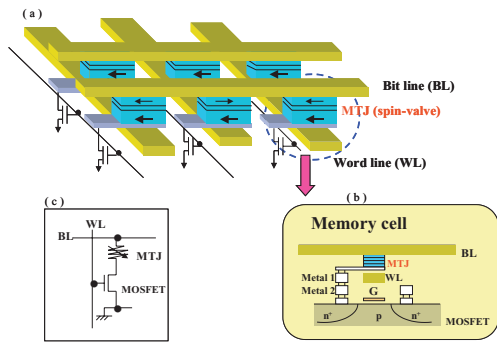 ( a )
Bit line (BL)
MTJ (spin-valve)
Word line (WL)
( b )
( c )
WL
BL
MTJ
MOSFET
Memory cell
BL
MTJ
Metal 1
WL
Metal 2
G
n+
p
n+
MOSFET